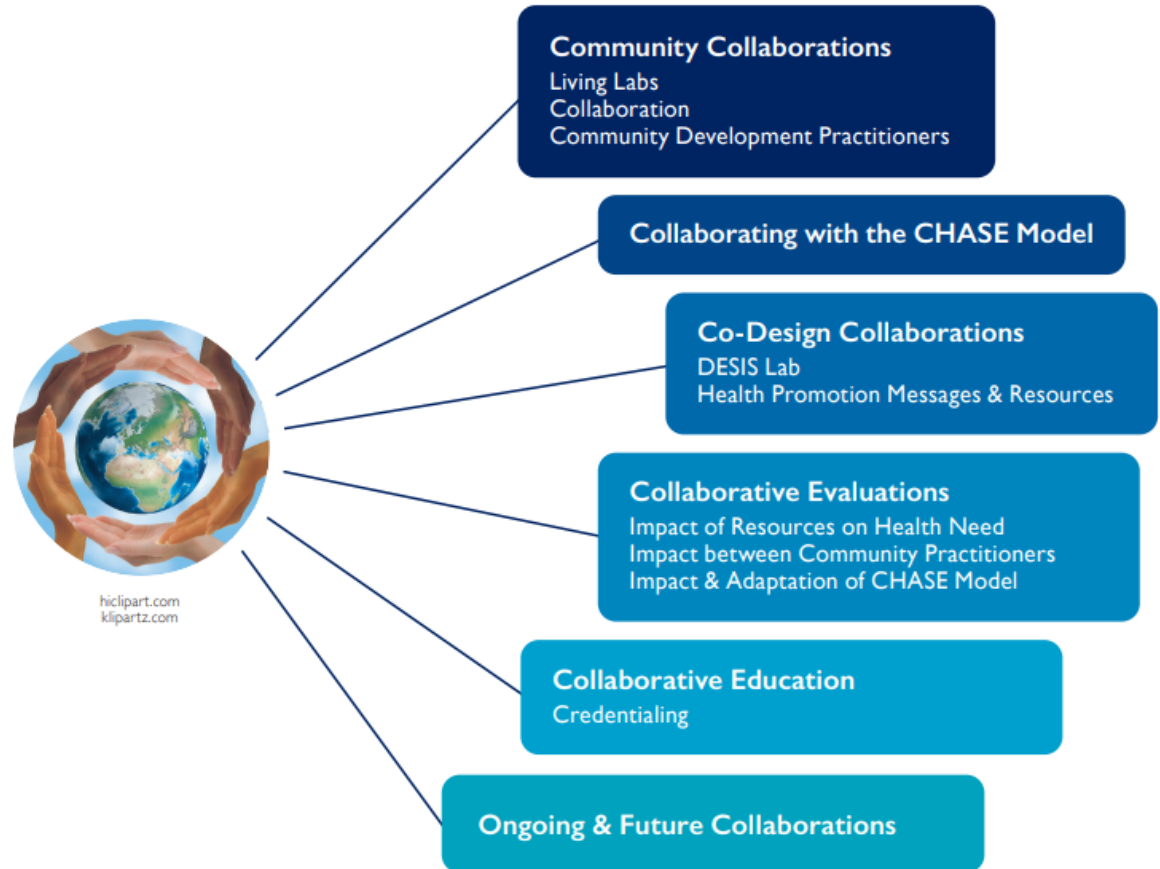 Community Collaborations
Living Labs
Collaboration
Community Development Practitioners
Collaborating with the CHASE Model
Co-Design Collaborations
DESIS Lab
Health Promotion Messages & Resources
Collaborative Evaluations
Impact of Resources on Health Need
Impact between Community Practitioners
Impact & Adaptation of CHASE Model
hiclipart.com
klipartz.com
Collaborative Education
Credentialing
Ongoing & Future Collaborations